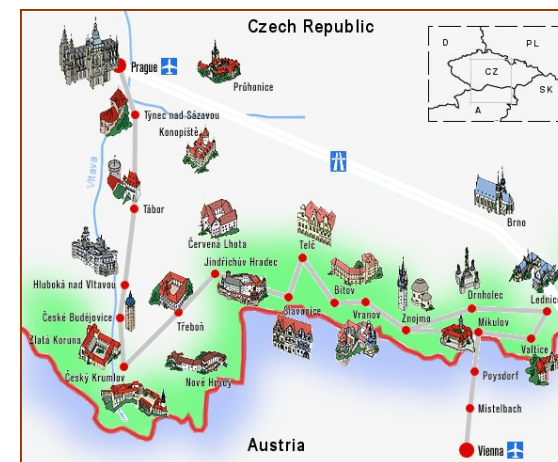 Czech Republic
D
PL
CZ
SK
A
Prague
Průhonice
Týnec nad Sázavou
Konopiště
Vltava
Tábor
Brno
Červená Lhota
Telč
Jindřichův Hradec
Hluboká nad Vltavou
Bítov
Drnholec
Lednice
České Budějovice
Slavonice
Vranov
Třeboň
Znojmo
Mikulov
Zlatá Koruna
Valtice
Český Krumlov
Nové Hrady
Poysdorf
Mistelbach
Austria
Vienna